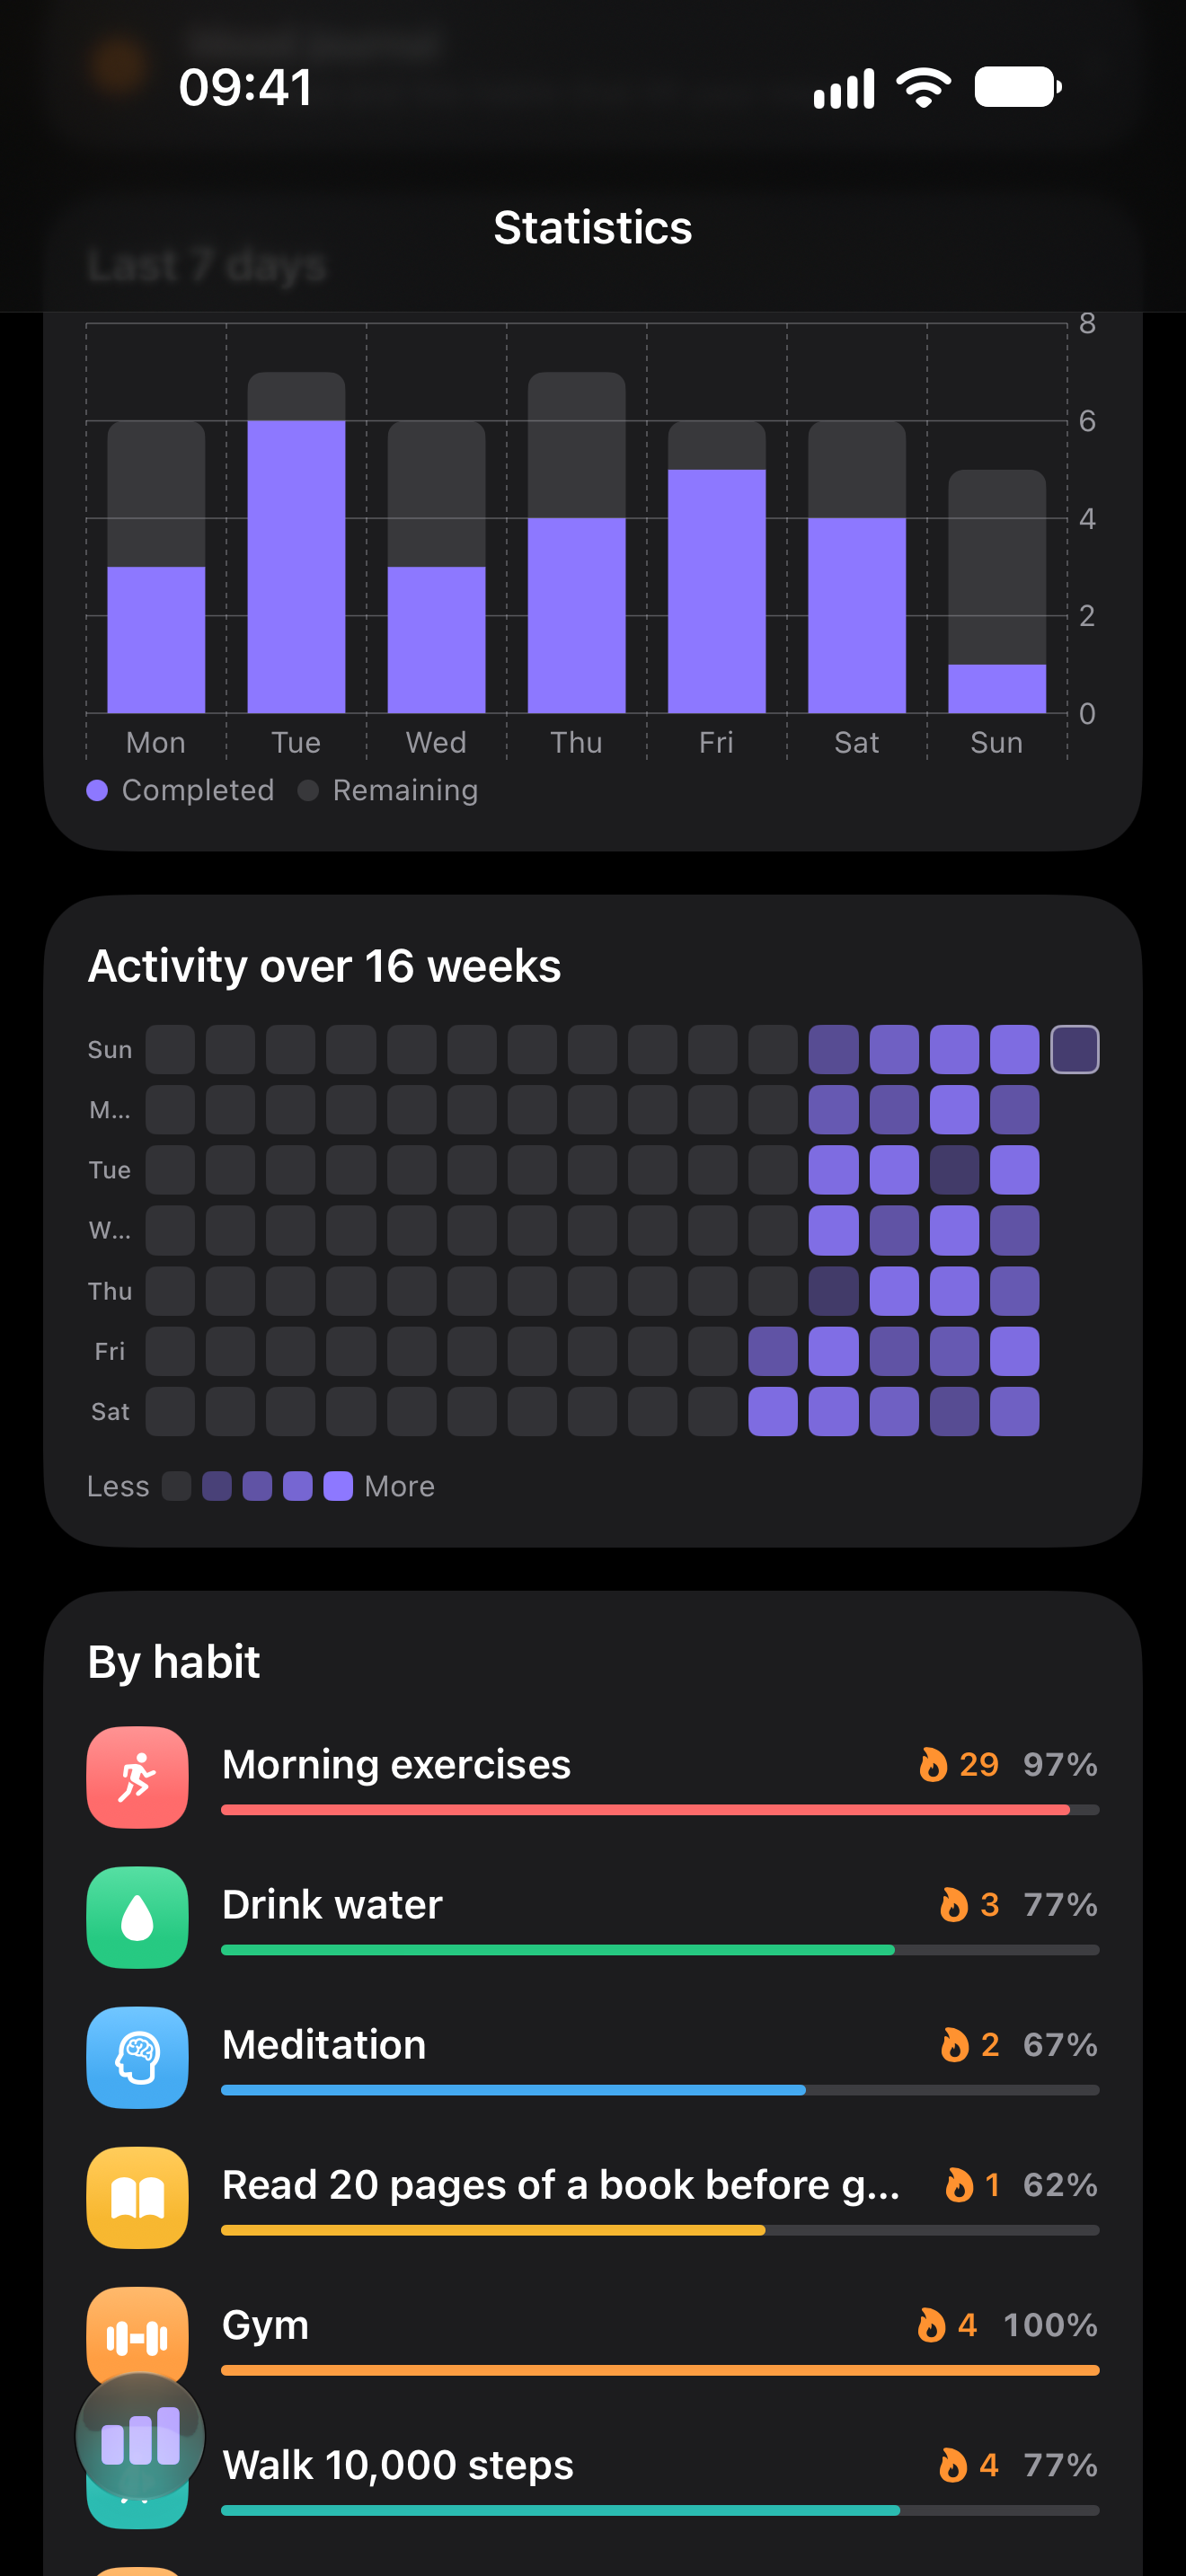 09:41
Statistics
Last 7 days
8
6
4
2
0
Mon Tue Wed Thu Fri Sat Sun
Completed Remaining
Activity over 16 weeks
Sun
M...
Tue
W...
Thu
Fri
Sat
Less More
By habit
Morning exercises 29 97%
Drink water 3 77%
Meditation 2 67%
Read 20 pages of a book before g... 1 62%
Gym 4 100%
Walk 10,000 steps 4 77%